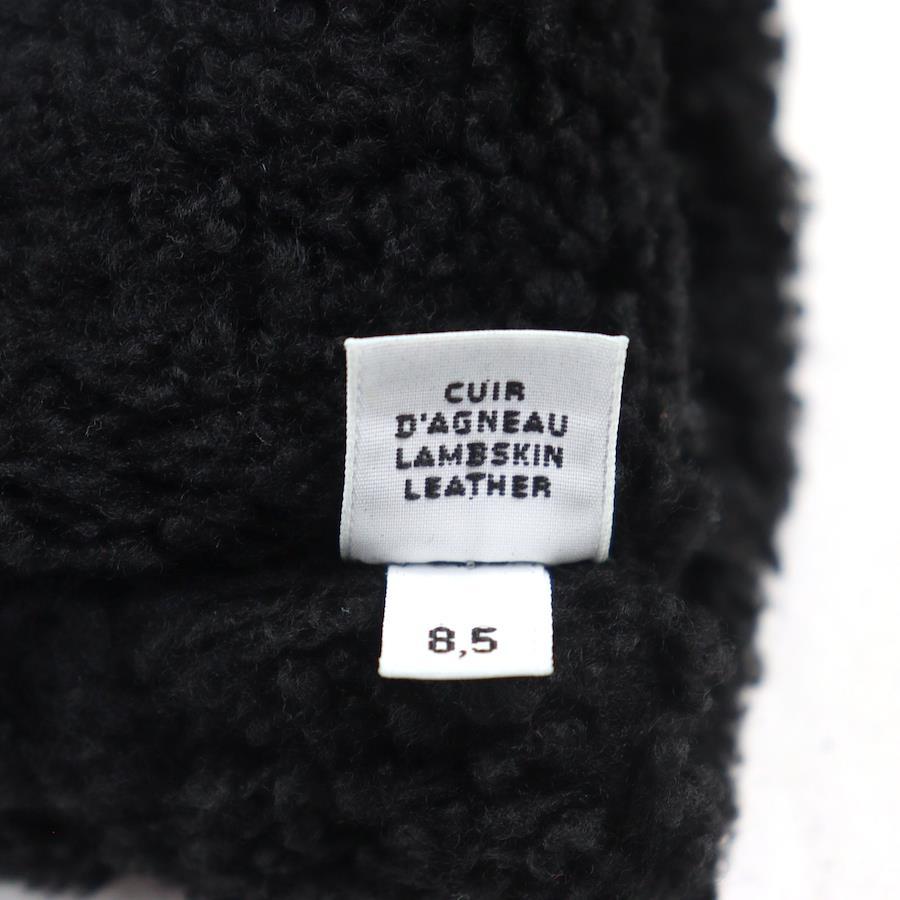 CUIR
D'AGNEAU
LAMBSKIN
LEATHER
8,5